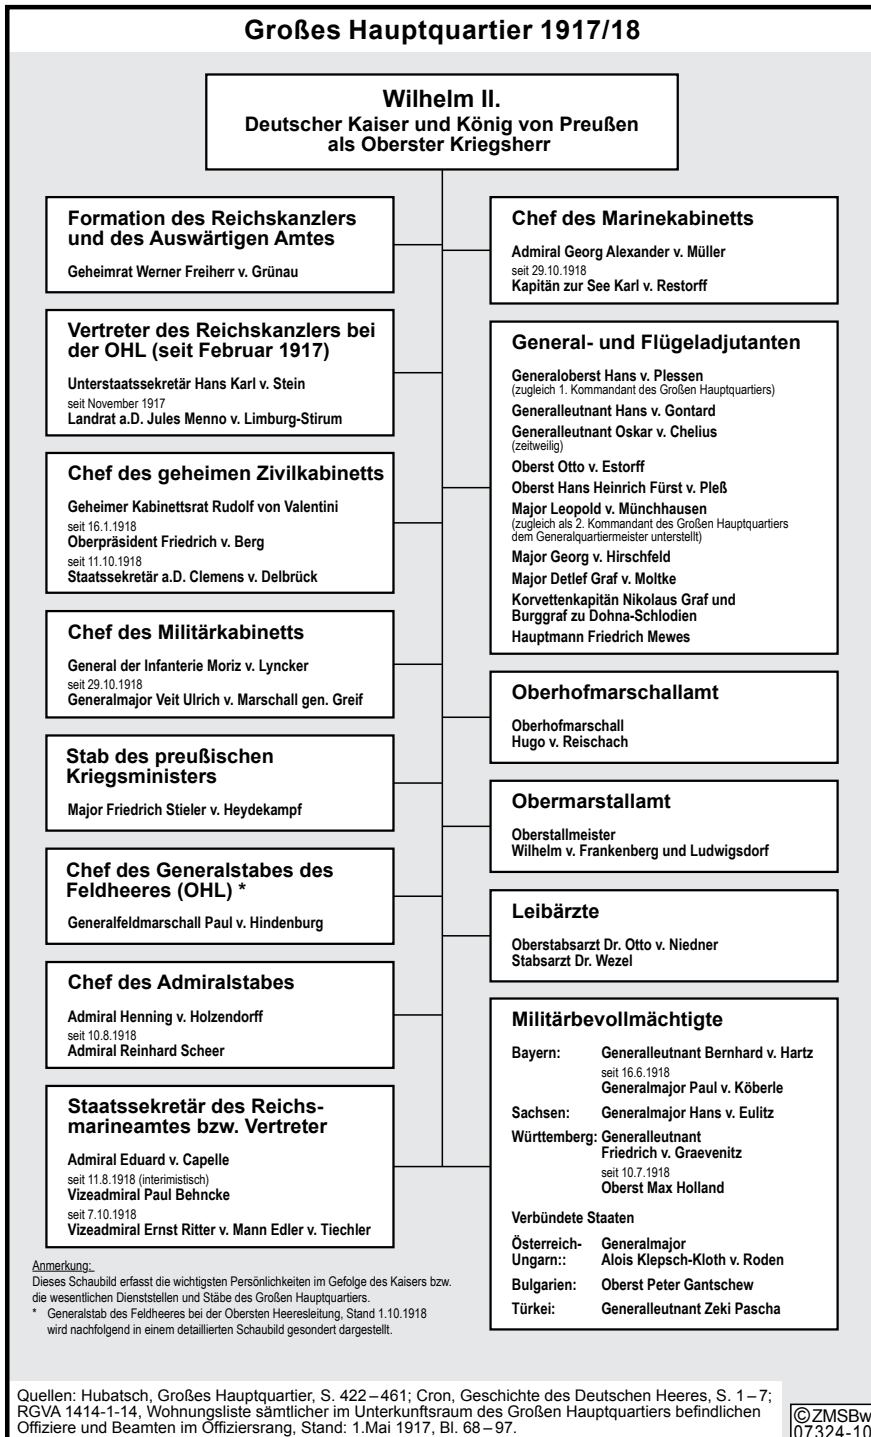 Großes Hauptquartier 1917/18
Wilhelm II.
Deutscher Kaiser und König von Preußen
als Oberster Kriegsherr
Formation des Reichskanzlers
und des Auswärtigen Amtes
Geheimrat Werner Freiherr v. Grünau
Vertreter des Reichskanzlers bei
der OHL (seit Februar 1917)
Unterstaatssekretär Hans Karl v. Stein
seit November 1917
Landrat a.D. Jules Menno v. Limburg-Stirum
Chef des geheimen Zivilkabinetts
Geheimer Kabinettsrat Rudolf von Valentini
seit 16.1.1918
Oberpräsident Friedrich v. Berg
seit 11.10.1918
Staatssekretär a.D. Clemens v. Delbrück
Chef des Militärkabinetts
General der Infanterie Moriz v. Lyncker
seit 29.10.1918
Generalmajor Veit Ulrich v. Marschall gen. Greif
Stab des preußischen
Kriegsministers
Major Friedrich Stieler v. Heydekampf
Chef des Generalstabes des
Feldheeres (OHL) *
Generalfeldmarschall Paul v. Hindenburg
Chef des Admiralstabes
Admiral Henning v. Holzendorff
seit 10.8.1918
Admiral Reinhard Scheer
Staatssekretär des Reichs-
marineamtes bzw. Vertreter
Admiral Eduard v. Capelle
seit 11.8.1918 (interimistisch)
Vizeadmiral Paul Behncke
seit 7.10.1918
Vizeadmiral Ernst Ritter v. Mann Edler v. Tiechler
Chef des Marinekabinetts
Admiral Georg Alexander v. Müller
seit 29.10.1918
Kapitän zur See Karl v. Restorff
General- und Flügeladjutanten
Generaloberst Hans v. Plessen
(zugleich 1. Kommandant des Großen Hauptquartiers)
Generalleutnant Hans v. Gontard
Generalleutnant Oskar v. Chelius
(zeitweilig)
Oberst Otto v. Estorff
Oberst Hans Heinrich Fürst v. Pleß
Major Leopold v. Münchhausen
(zugleich als 2. Kommandant des Großen Hauptquartiers
dem Generalquartiermeister unterstellt)
Major Georg v. Hirschfeld
Major Detlef Graf v. Moltke
Korvettenkapitän Nikolaus Graf und
Burggraf zu Dohna-Schlodien
Hauptmann Friedrich Mewes
Oberhofmarschallamt
Oberhofmarschall
Hugo v. Reischach
Obermarstallamt
Oberstallmeister
Wilhelm v. Frankenberg und Ludwigsdorf
Leibärzte
Oberstabsarzt Dr. Otto v. Niedner
Stabsarzt Dr. Wezel
Militärbevollmächtigte
Bayern: Generalleutnant Bernhard v. Hartz
seit 16.6.1918
Generalmajor Paul v. Köberle
Sachsen: Generalmajor Hans v. Eulitz
Württemberg: Generalleutnant
Friedrich v. Graevenitz
seit 10.7.1918
Oberst Max Holland
Verbündete Staaten
Österreich- Generalmajor
Ungarn:: Alois Klepsch-Kloth v. Roden
Bulgarien: Oberst Peter Gantschew
Türkei: Generalleutnant Zeki Pascha
Anmerkung:
Dieses Schaubild erfasst die wichtigsten Persönlichkeiten im Gefolge des Kaisers bzw.
die wesentlichen Dienststellen und Stäbe des Großen Hauptquartiers.
* Generalstab des Feldheeres bei der Obersten Heeresleitung, Stand 1.10.1918
wird nachfolgend in einem detaillierten Schaubild gesondert dargestellt.
Quellen: Hubatsch, Großes Hauptquartier, S. 422–461; Cron, Geschichte des Deutschen Heeres, S. 1–7;
RGVA 1414-1-14, Wohnungsliste sämtlicher im Unterkunftsraum des Großen Hauptquartiers befindlichen
Offiziere und Beamten im Offiziersrang, Stand: 1.Mai 1917, Bl. 68–97.
©ZMSBw
07324-10